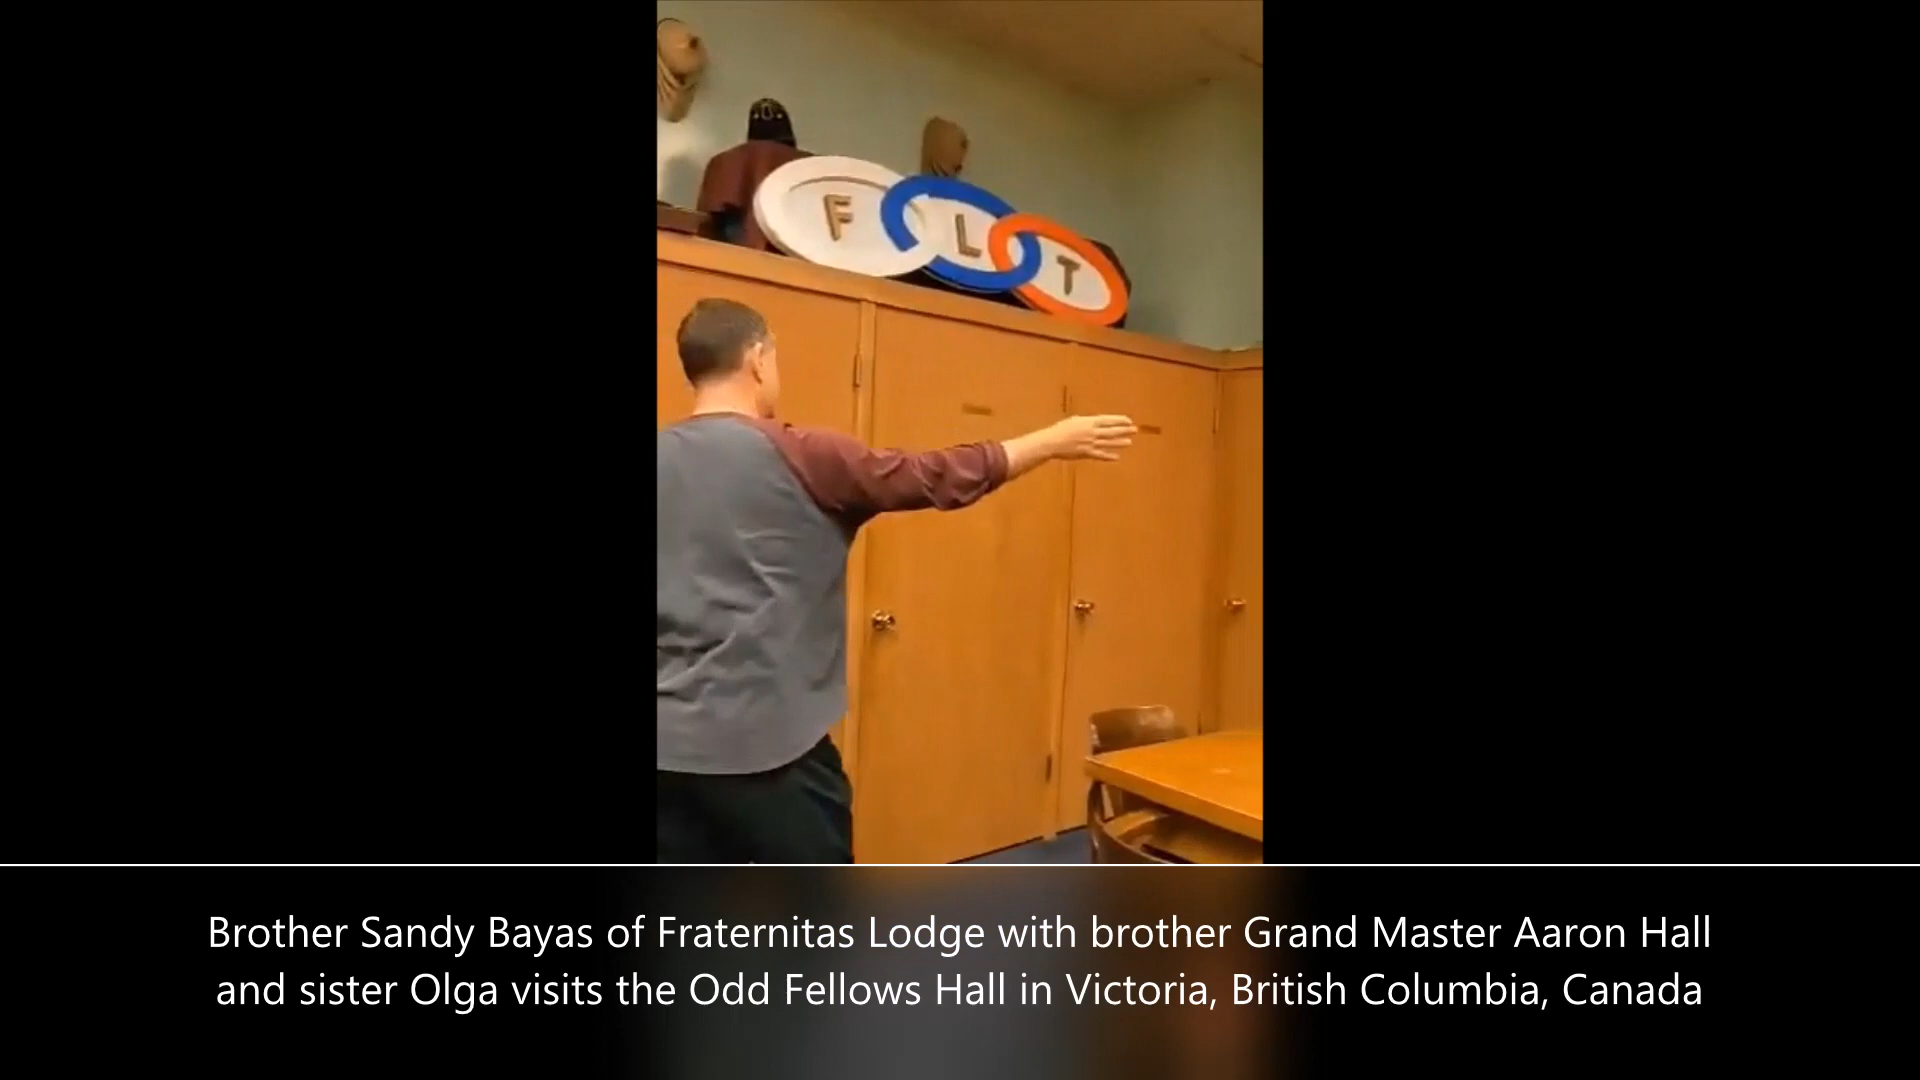 F L T
Brother Sandy Bayas of Fraternitas Lodge with brother Grand Master Aaron Hall
and sister Olga visits the Odd Fellows Hall in Victoria, British Columbia, Canada